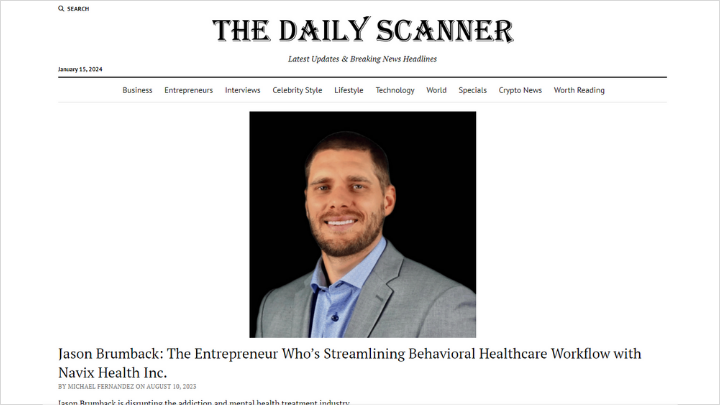 SEARCH
THE DAILY SCANNER
Latest Updates & Breaking News Headlines
January 15, 2024
Business Entrepreneurs Interviews Celebrity Style Lifestyle Technology World Specials Crypto News Worth Reading
Jason Brumback: The Entrepreneur Who's Streamlining Behavioral Healthcare Workflow with
Navix Health Inc.
BY MICHAEL FERNANDEZ ON AUGUST 10, 2023
Jason Brumback is disrupting the addiction and mental health treatment industry